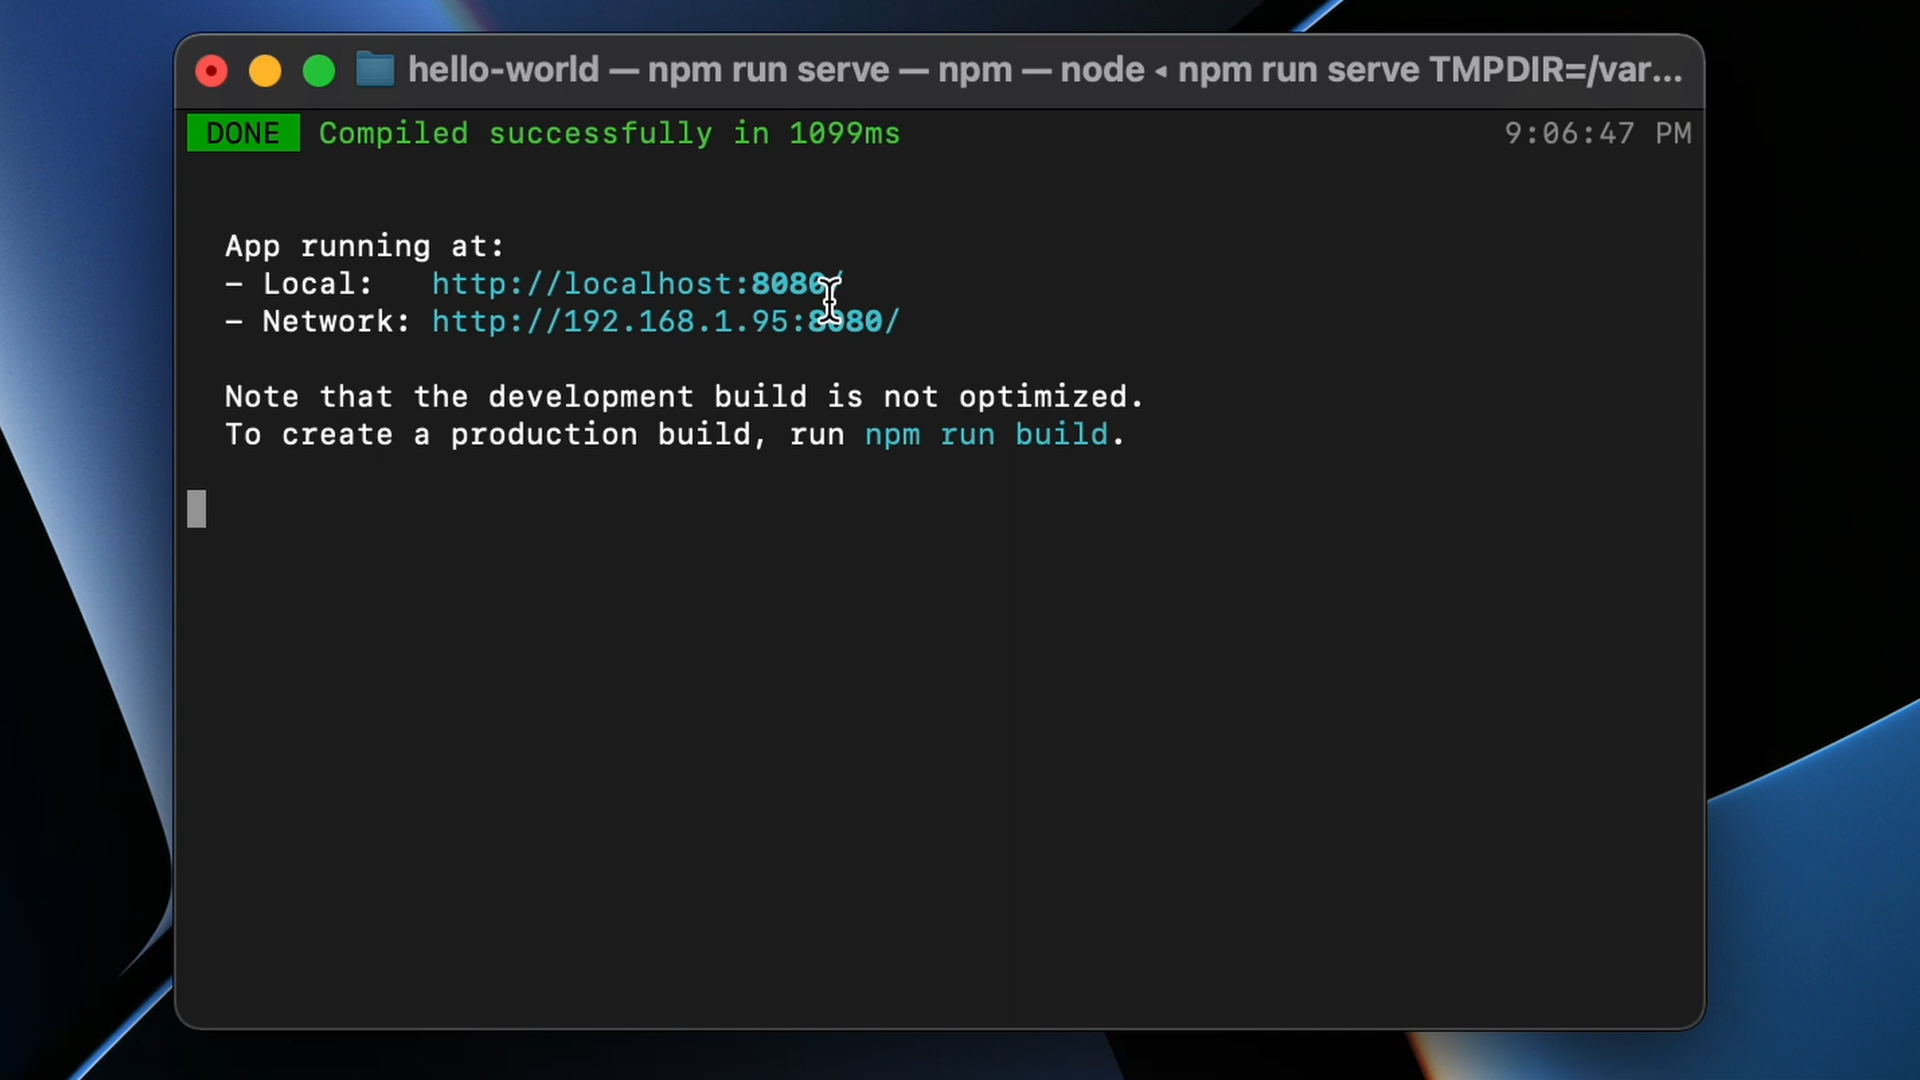 hello-world — npm run serve — npm — node ◂ npm run serve TMPDIR=/var...
DONE Compiled successfully in 1099ms 9:06:47 PM
App running at:
- Local: http://localhost:8080/
- Network: http://192.168.1.95:8080/
Note that the development build is not optimized.
To create a production build, run npm run build.